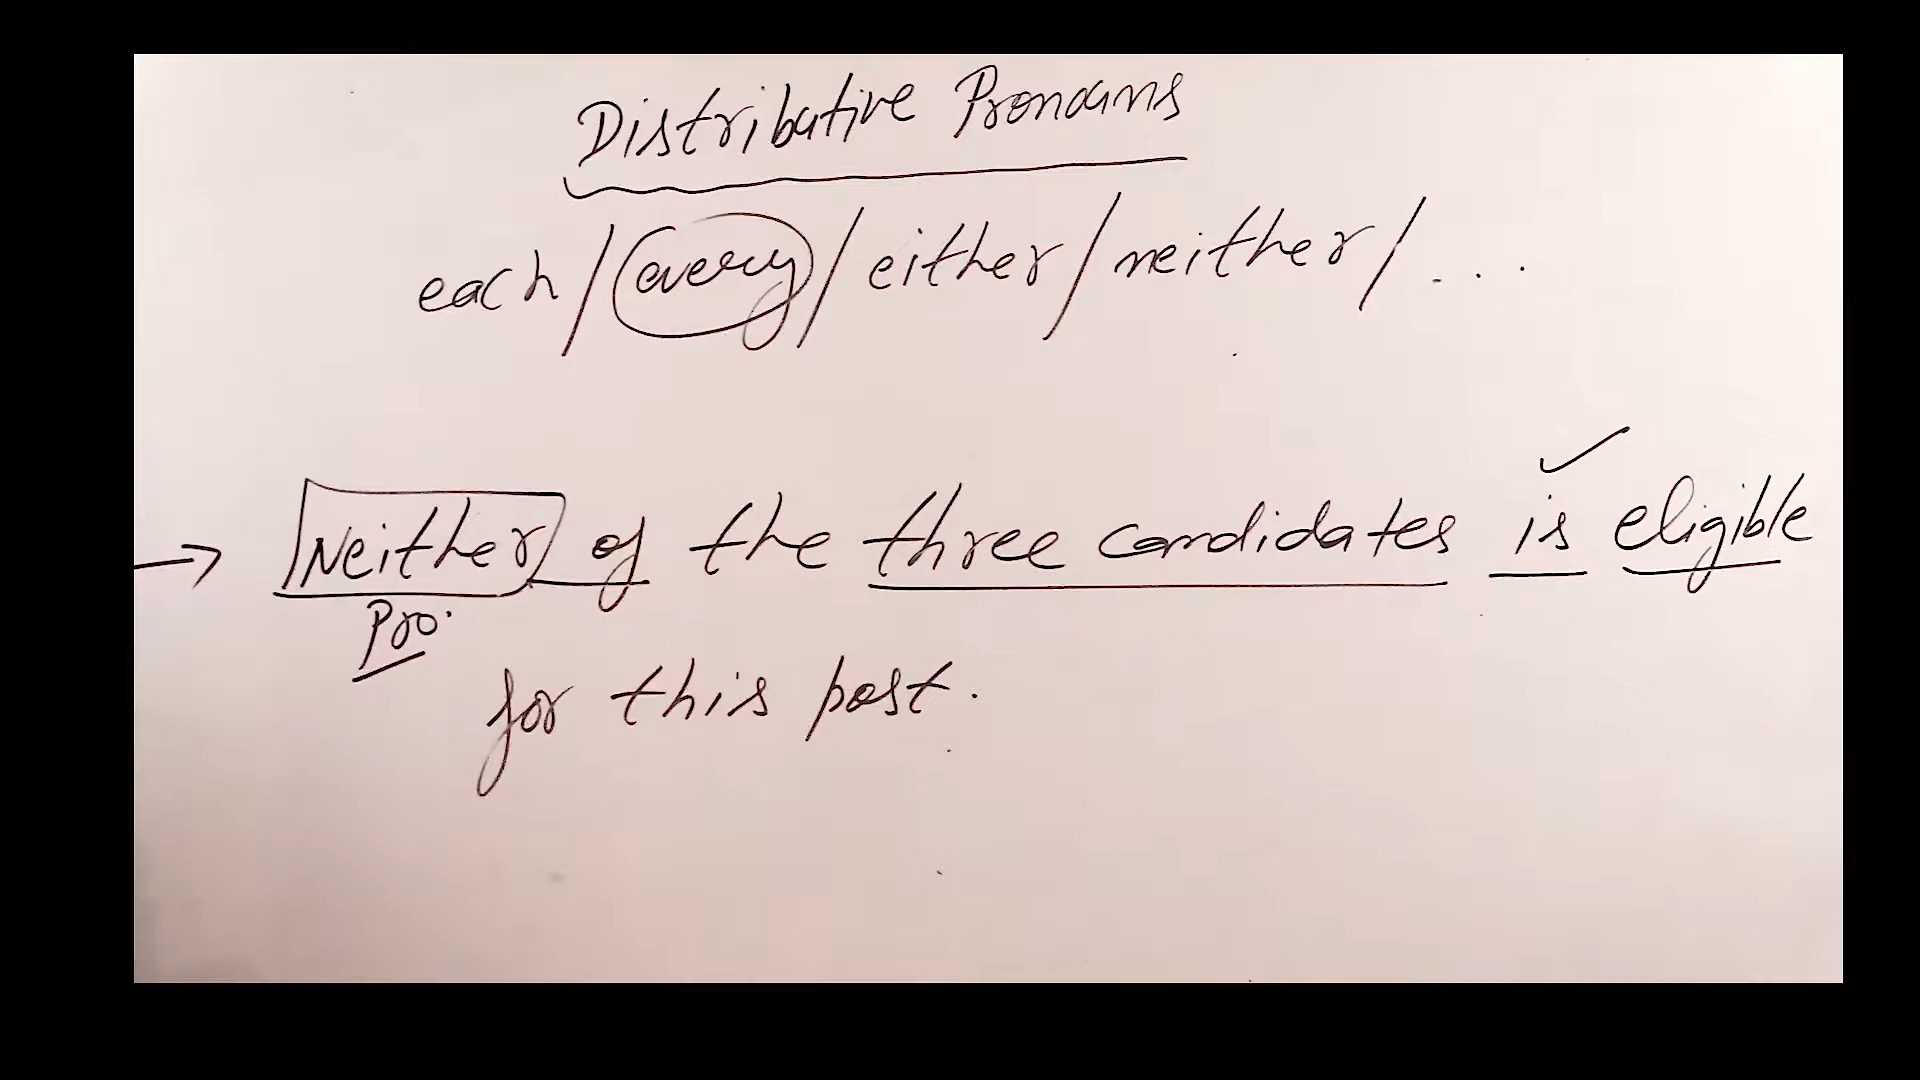 Distributive Pronouns
each/every/either/neither/...
→ Neither of the three candidates is eligible
Pro.
for this post.